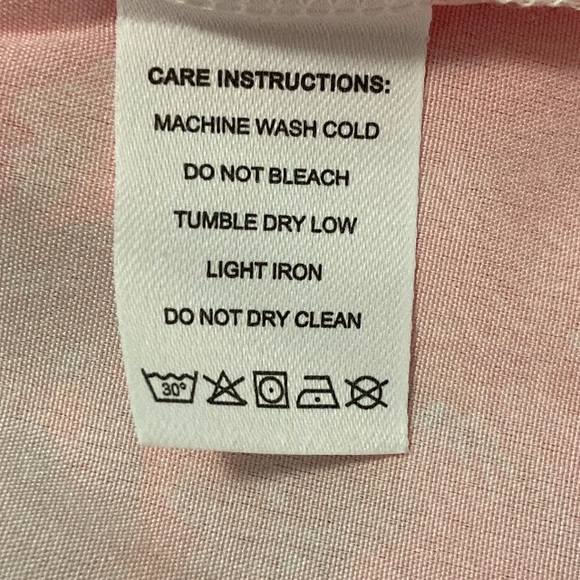 CARE INSTRUCTIONS:
MACHINE WASH COLD
DO NOT BLEACH
TUMBLE DRY LOW
LIGHT IRON
DO NOT DRY CLEAN
30°